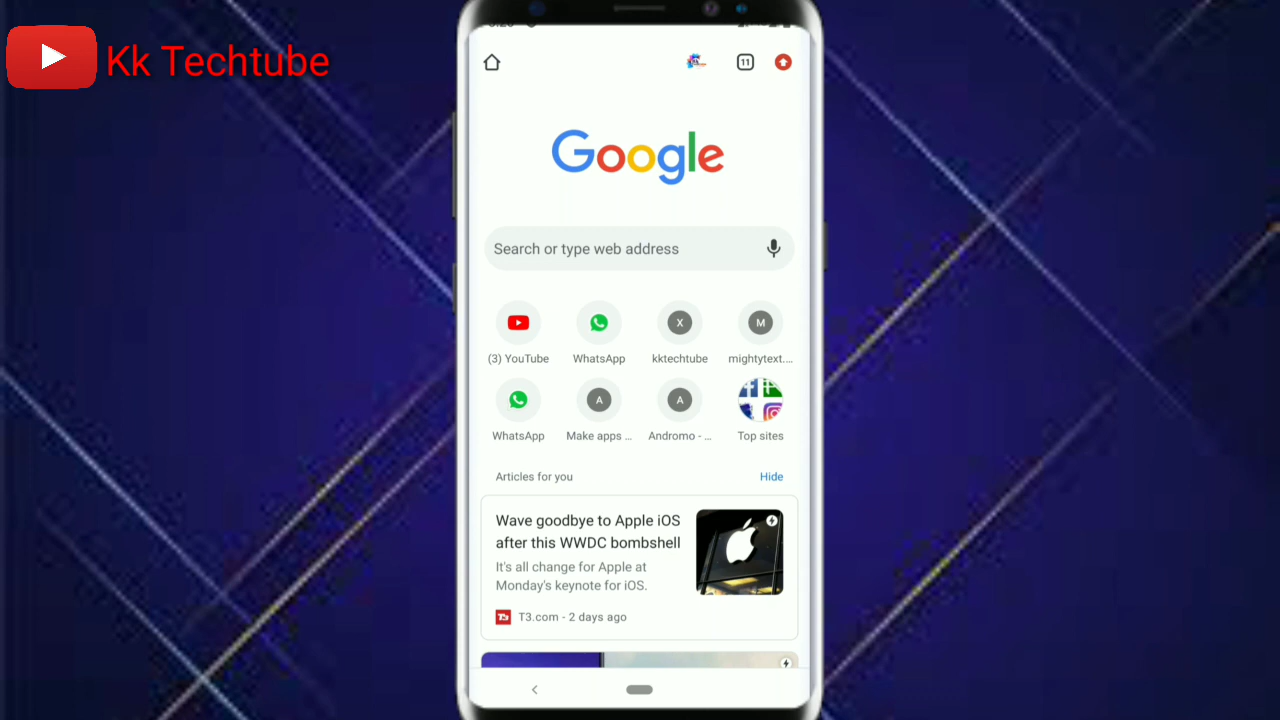 Kk Techtube
11
Google
Search or type web address
X
M
(3) YouTube
WhatsApp
kktechtube
mightytext....
A
A
WhatsApp
Make apps ...
Andromo - ...
Top sites
Articles for you
Hide
Wave goodbye to Apple iOS
after this WWDC bombshell
It's all change for Apple at
Monday's keynote for iOS.
T3 T3.com - 2 days ago